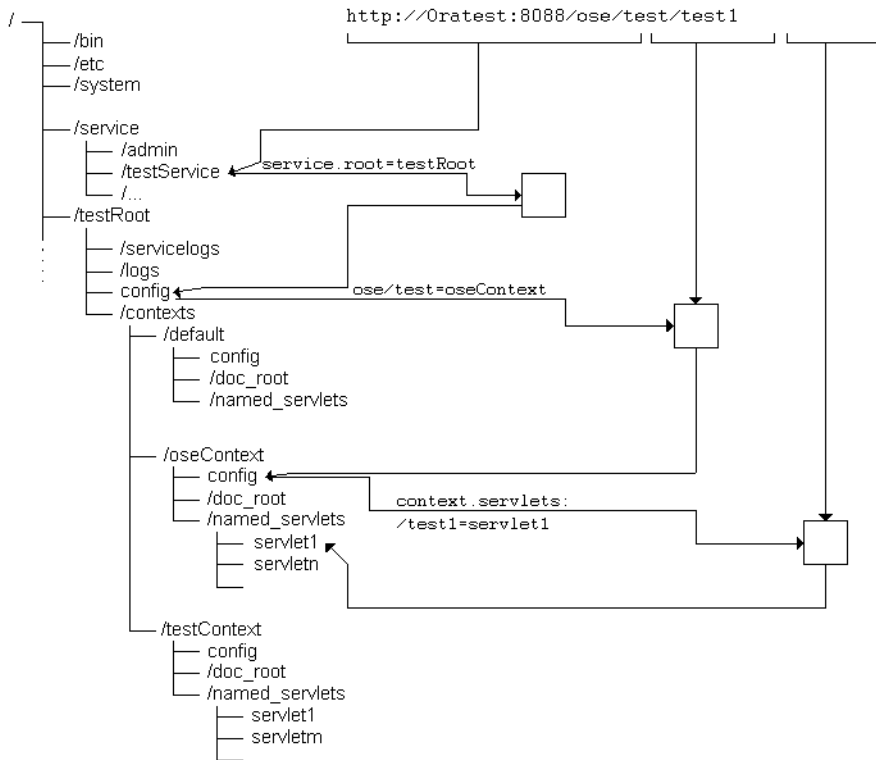 http://Oratest:8088/ose/test/test1
/
/bin
/etc
/system
/service
/admin
/testService
service.root=testRoot
/...
/testRoot
/servicelogs
/logs
config
ose/test=oseContext
/contexts
/default
config
/doc_root
/named_servlets
/oseContext
config
/doc_root
context.servlets:
/named_servlets
/test1=servlet1
servlet1
servletn
/testContext
config
/doc_root
/named_servlets
servlet1
servletm